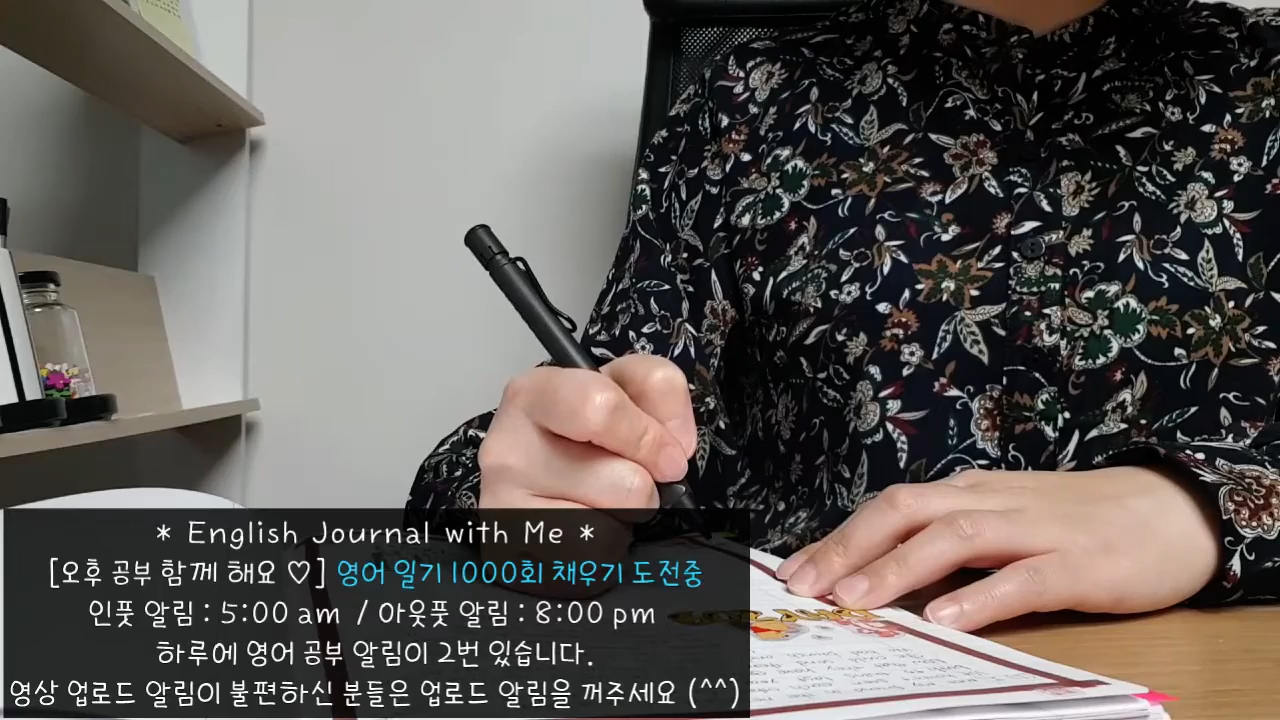 * English Journal with Me *
[오후 공부 함께 해요 ♡] 영어 일기 1000회 채우기 도전중
인풋 알림 : 5:00 am / 아웃풋 알림 : 8:00 pm
하루에 영어 공부 알림이 2번 있습니다.
영상 업로드 알림이 불편하신 분들은 업로드 알림을 꺼주세요 (^^)